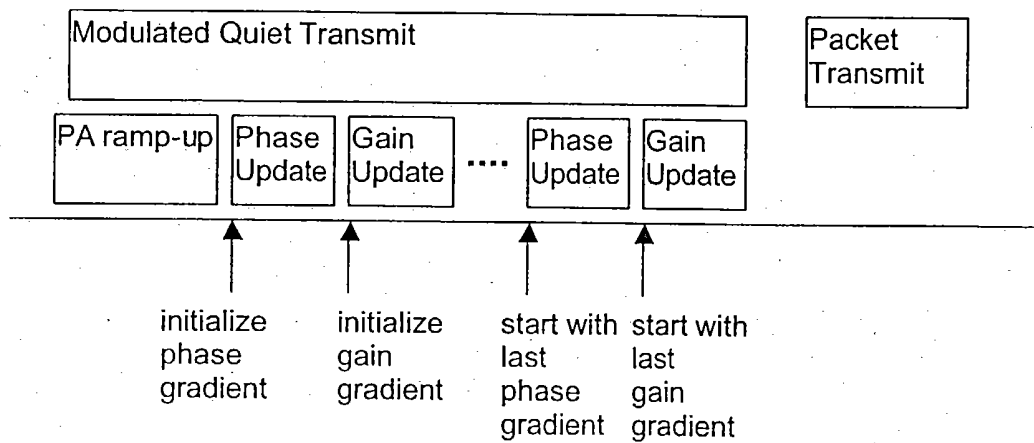 Modulated Quiet Transmit
Packet
Transmit
PA ramp-up
Phase
Update
Gain
Update
....
Phase
Update
Gain
Update
initialize
phase
gradient
initialize
gain
gradient
start with
last
phase
gradient
start with
last
gain
gradient